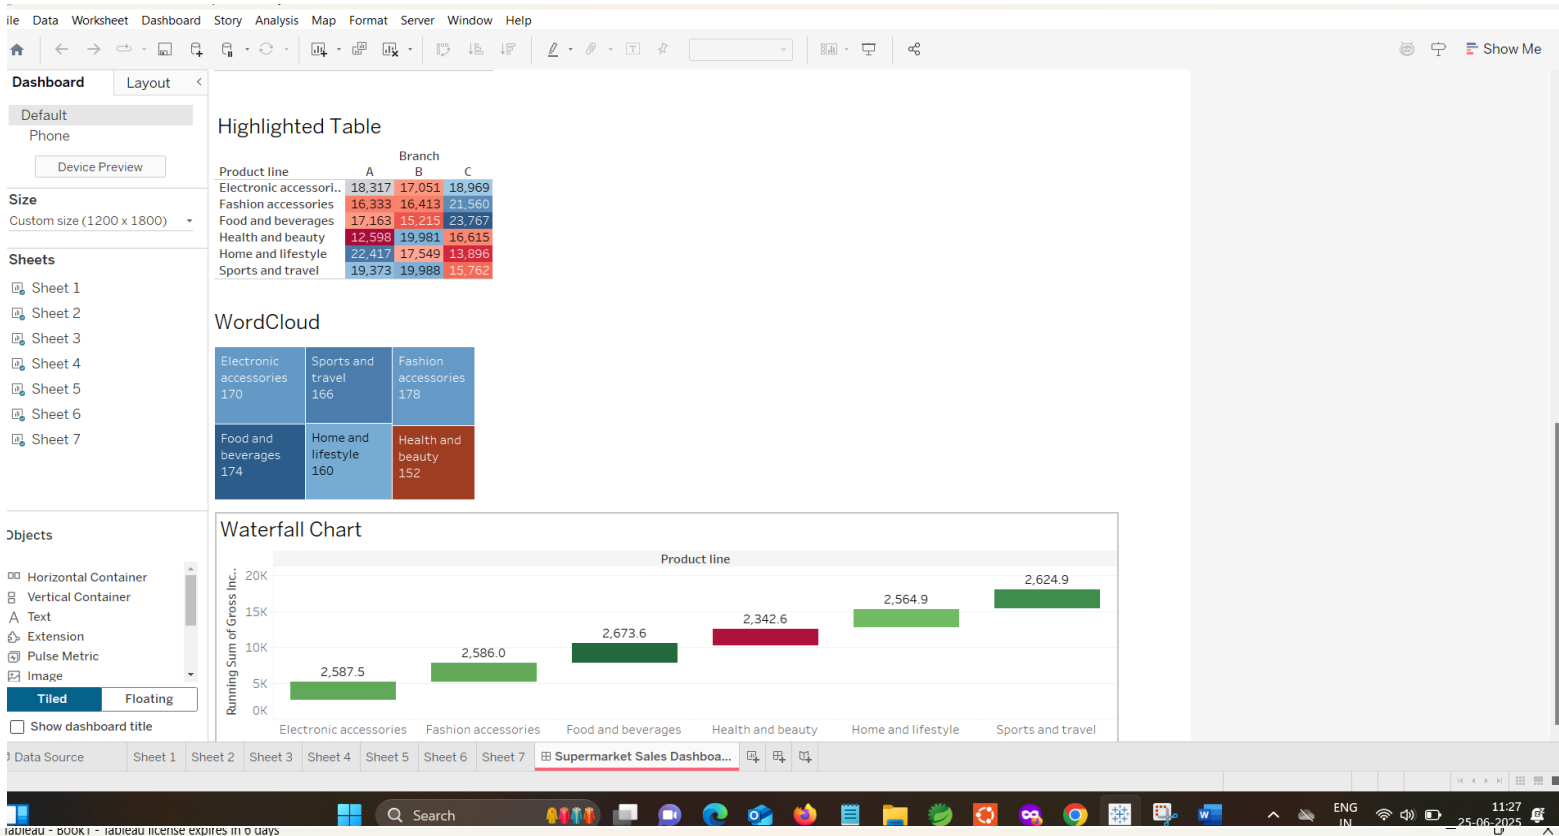 ile Data Worksheet Dashboard Story Analysis Map Format Server Window Help
Show Me
Dashboard Layout
Default
Phone
Device Preview
Size
Custom size (1200 x 1800)
Sheets
Sheet 1
Sheet 2
Sheet 3
Sheet 4
Sheet 5
Sheet 6
Sheet 7
Objects
Horizontal Container
Vertical Container
A Text
Extension
Pulse Metric
Image
Tiled Floating
Show dashboard title
Highlighted Table
Branch
Product line A B C
Electronic accessori.. 18,317 17,051 18,969
Fashion accessories 16,333 16,413 21,560
Food and beverages 17,163 15,215 23,767
Health and beauty 12,598 19,981 16,615
Home and lifestyle 22,417 17,549 13,896
Sports and travel 19,373 19,988 15,762
WordCloud
Electronic
accessories
170
Sports and
travel
166
Fashion
accessories
178
Food and
beverages
174
Home and
lifestyle
160
Health and
beauty
152
Waterfall Chart
Product line
Running Sum of Gross Inc..
20K
15K
10K
5K
0K
2,587.5
2,586.0
2,673.6
2,342.6
2,564.9
2,624.9
Electronic accessories Fashion accessories Food and beverages Health and beauty Home and lifestyle Sports and travel
Data Source Sheet 1 Sheet 2 Sheet 3 Sheet 4 Sheet 5 Sheet 6 Sheet 7 Supermarket Sales Dashboa...
Search
ENG
IN
11:27
25-06-2025
Tableau - Book1 - Tableau license expires in 6 days